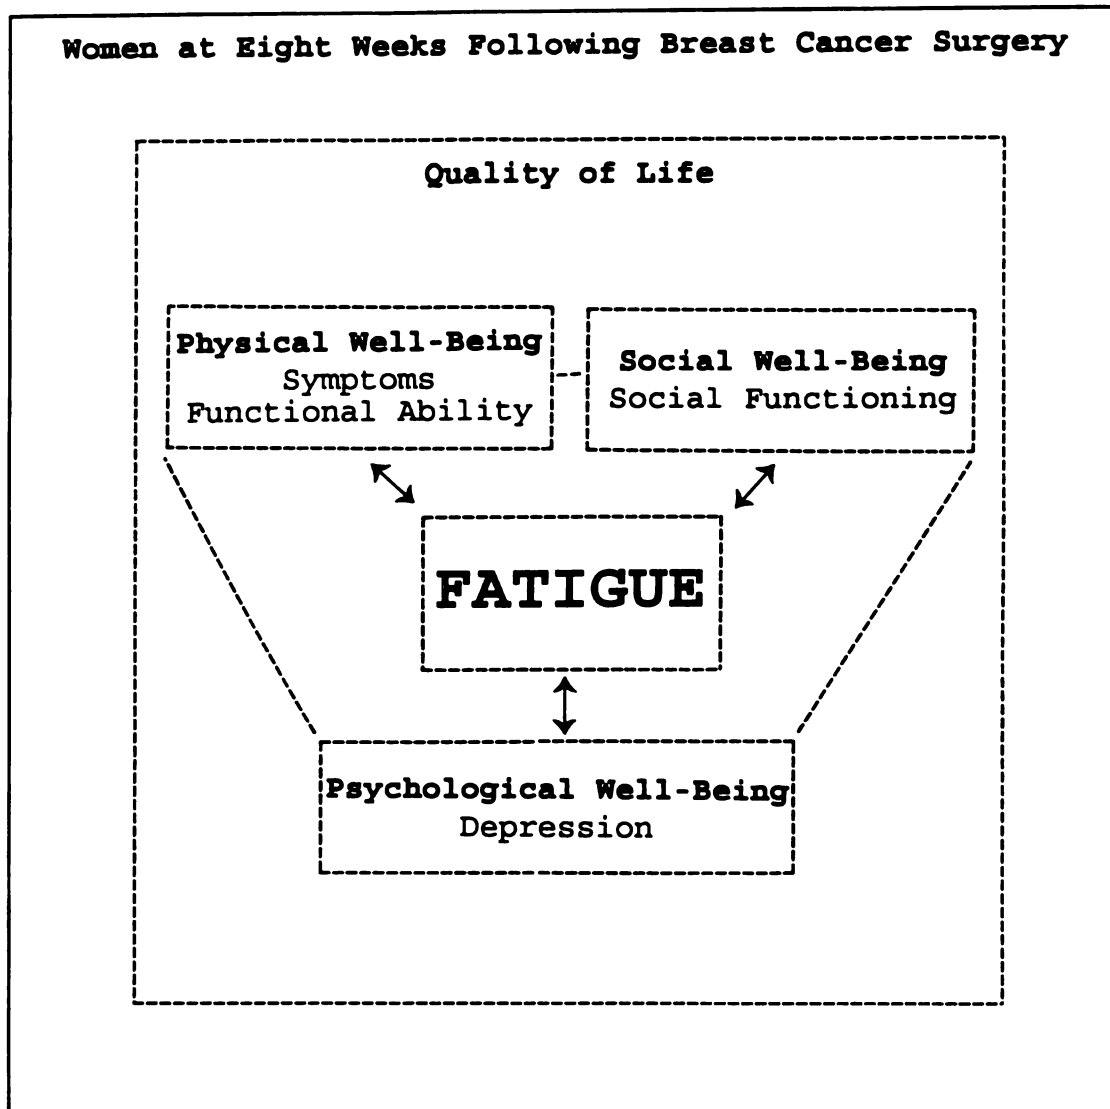 Women at Eight Weeks Following Breast Cancer Surgery
Quality of Life
Physical Well-Being
Symptoms
Functional Ability
Social Well-Being
Social Functioning
FATIGUE
Psychological Well-Being
Depression